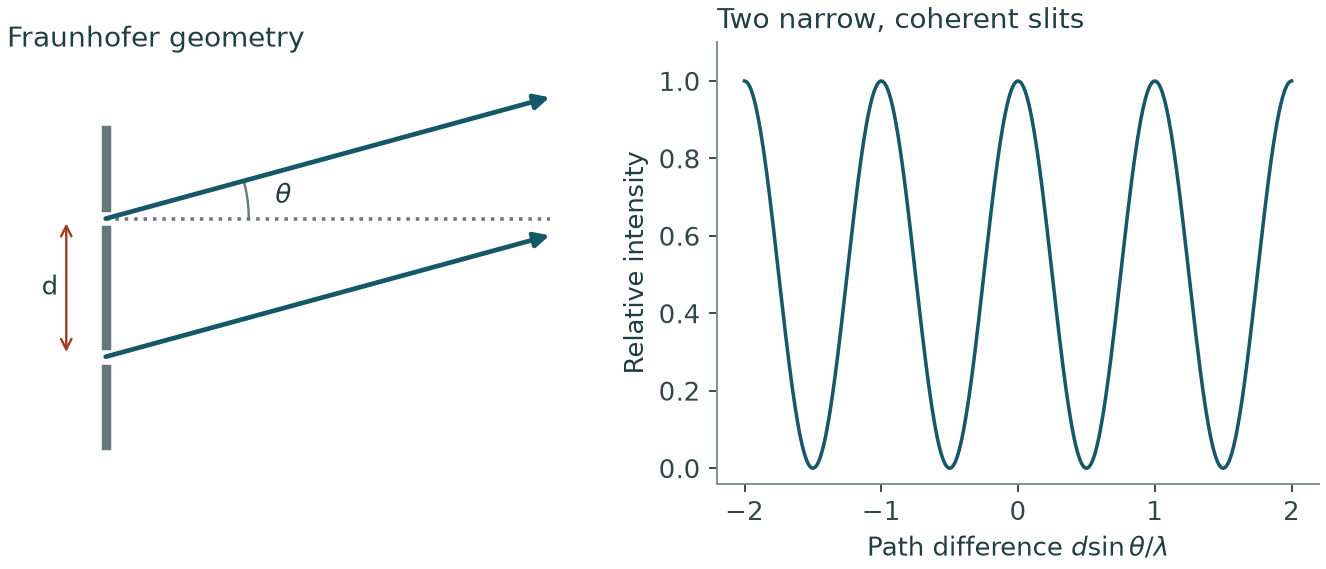 Fraunhofer geometry
θ
d
Two narrow, coherent slits
Relative intensity
1.0
0.8
0.6
0.4
0.2
0.0
−2
−1
0
1
2
Path difference d sin θ/λ